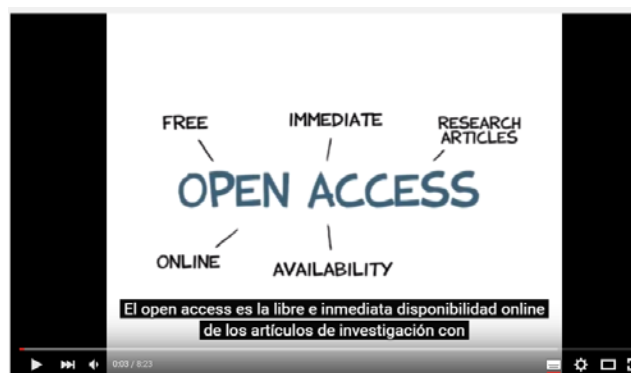 FREE
IMMEDIATE
RESEARCH
ARTICLES
OPEN ACCESS
ONLINE
AVAILABILITY
El open access es la libre e inmediata disponibilidad online
de los artículos de investigación con
0:03 / 8:23